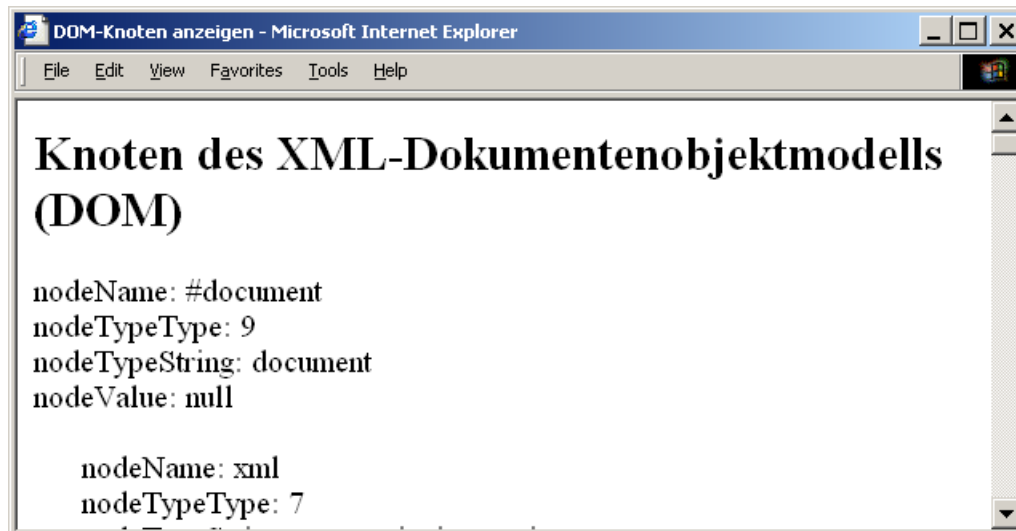 DOM-Knoten anzeigen - Microsoft Internet Explorer
File Edit View Favorites Tools Help
Knoten des XML-Dokumentenobjektmodells
(DOM)
nodeName: #document
nodeTypeType: 9
nodeTypeString: document
nodeValue: null
nodeName: xml
nodeTypeType: 7